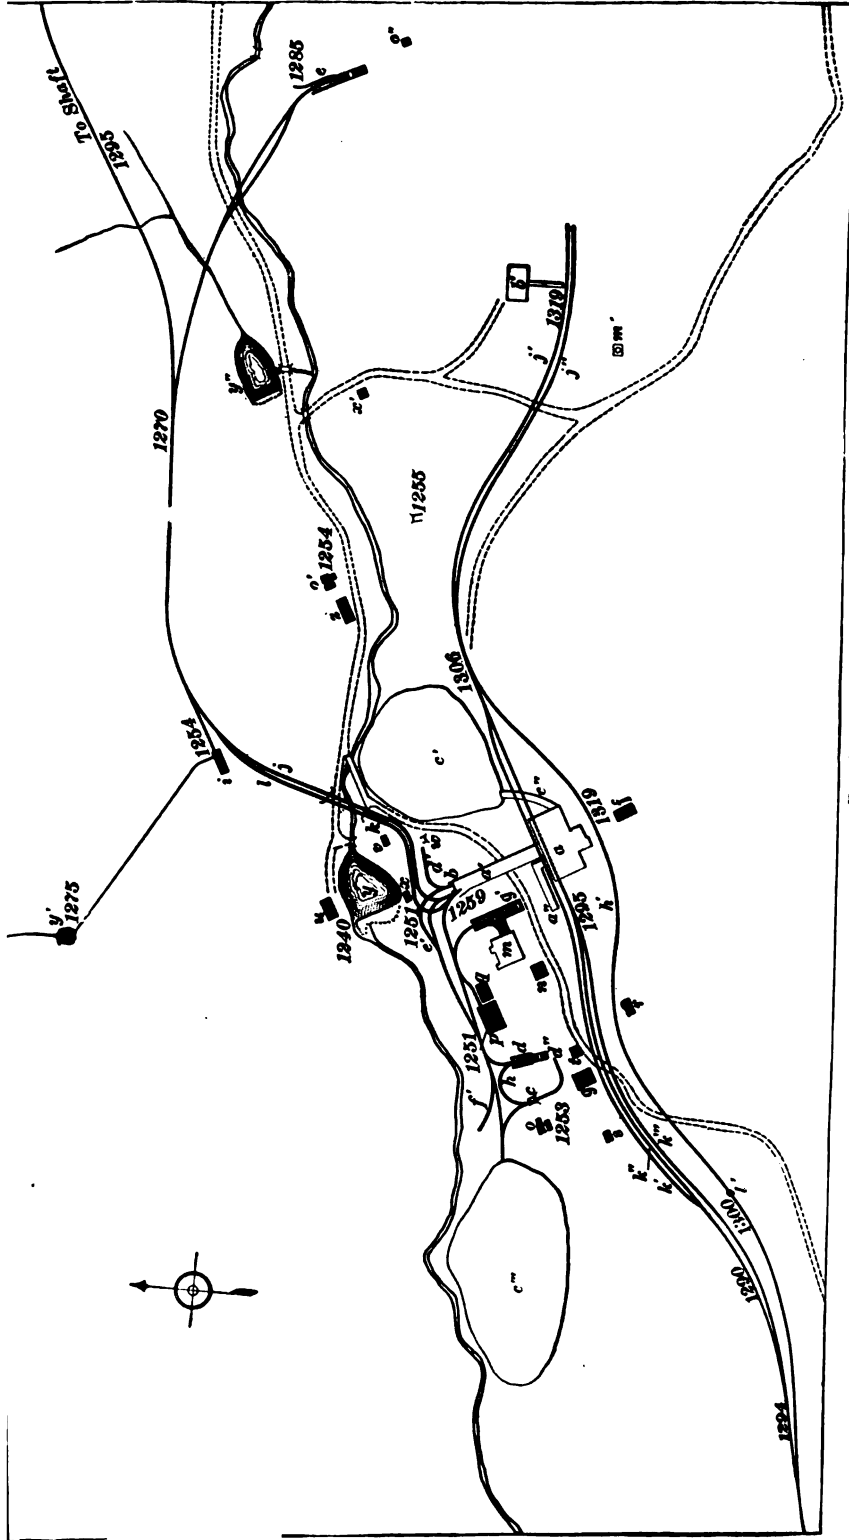 To Shaft
1295
1285
e
o"
1270
y"
1319
b'
j'
j"
m'
x'
1255
1254
o'
z
1306
1254
i
l
j
c'
c"
1319
f
y'
1275
k
v
w
d'"
b
a'
a
a"
y
x
u
1240
1251
e'
1259
g'
m
n
1295
h'
r
1251
p
q
d
d"
h
c
f'
o
1253
t
g
s
k"
k'
k'"
l'
1300
1290
1294
c'"